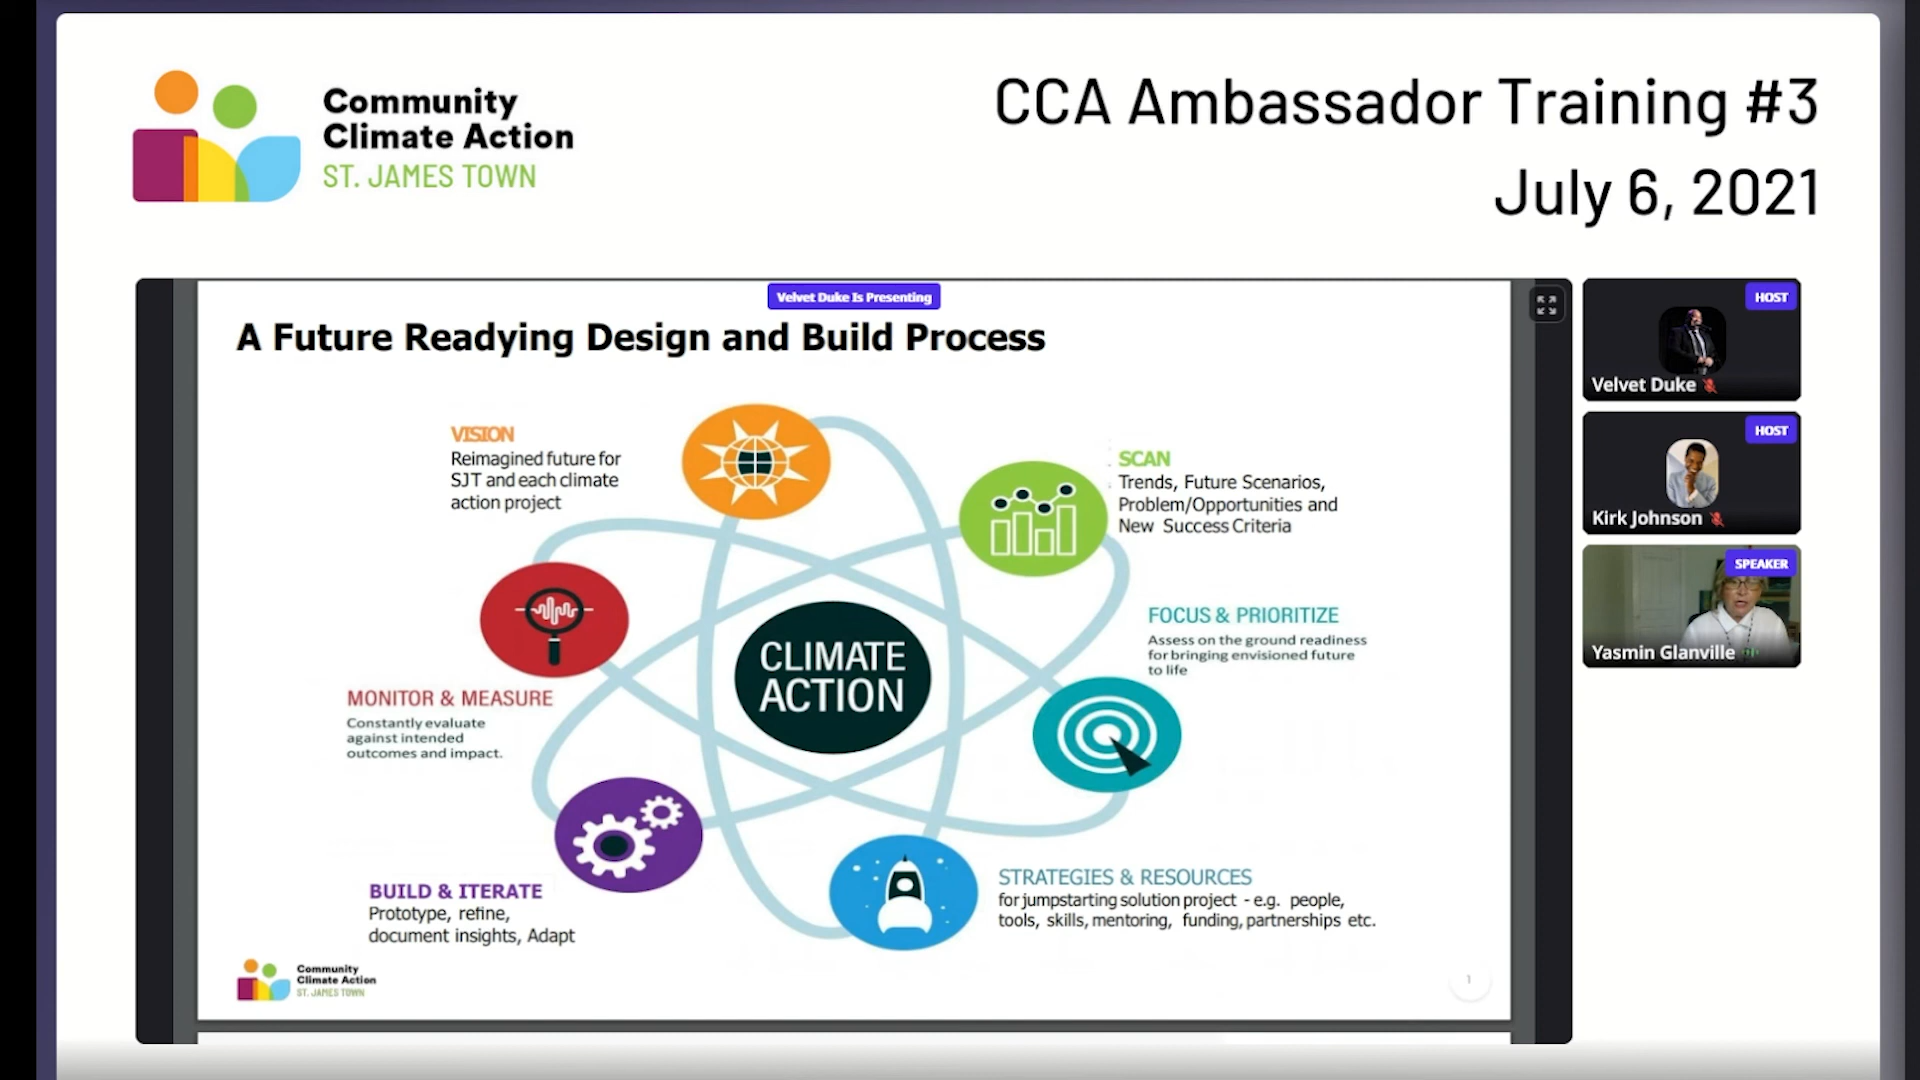 Community
Climate Action
ST. JAMES TOWN
CCA Ambassador Training #3
July 6, 2021
Velvet Duke Is Presenting
A Future Readying Design and Build Process
VISION
Reimagined future for
SJT and each climate
action project
SCAN
Trends, Future Scenarios,
Problem/Opportunities and
New Success Criteria
FOCUS & PRIORITIZE
Assess on the ground readiness
for bringing envisioned future
to life
CLIMATE
ACTION
MONITOR & MEASURE
Constantly evaluate
against intended
outcomes and impact.
BUILD & ITERATE
Prototype, refine,
document insights, Adapt
STRATEGIES & RESOURCES
for jumpstarting solution project - e.g. people,
tools, skills, mentoring, funding, partnerships etc.
Community
Climate Action
ST. JAMES TOWN
1
HOST
Velvet Duke
HOST
Kirk Johnson
SPEAKER
Yasmin Glanville